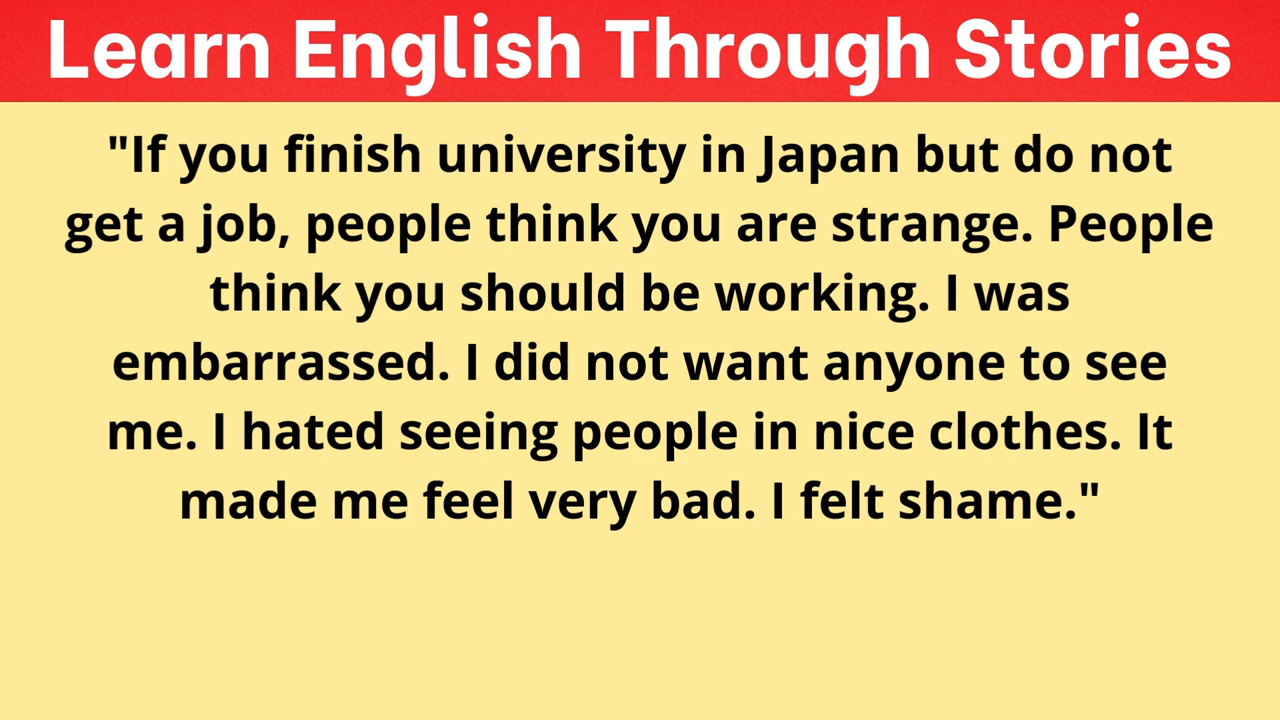 Learn English Through Stories
"If you finish university in Japan but do not
get a job, people think you are strange. People
think you should be working. I was
embarrassed. I did not want anyone to see
me. I hated seeing people in nice clothes. It
made me feel very bad. I felt shame."